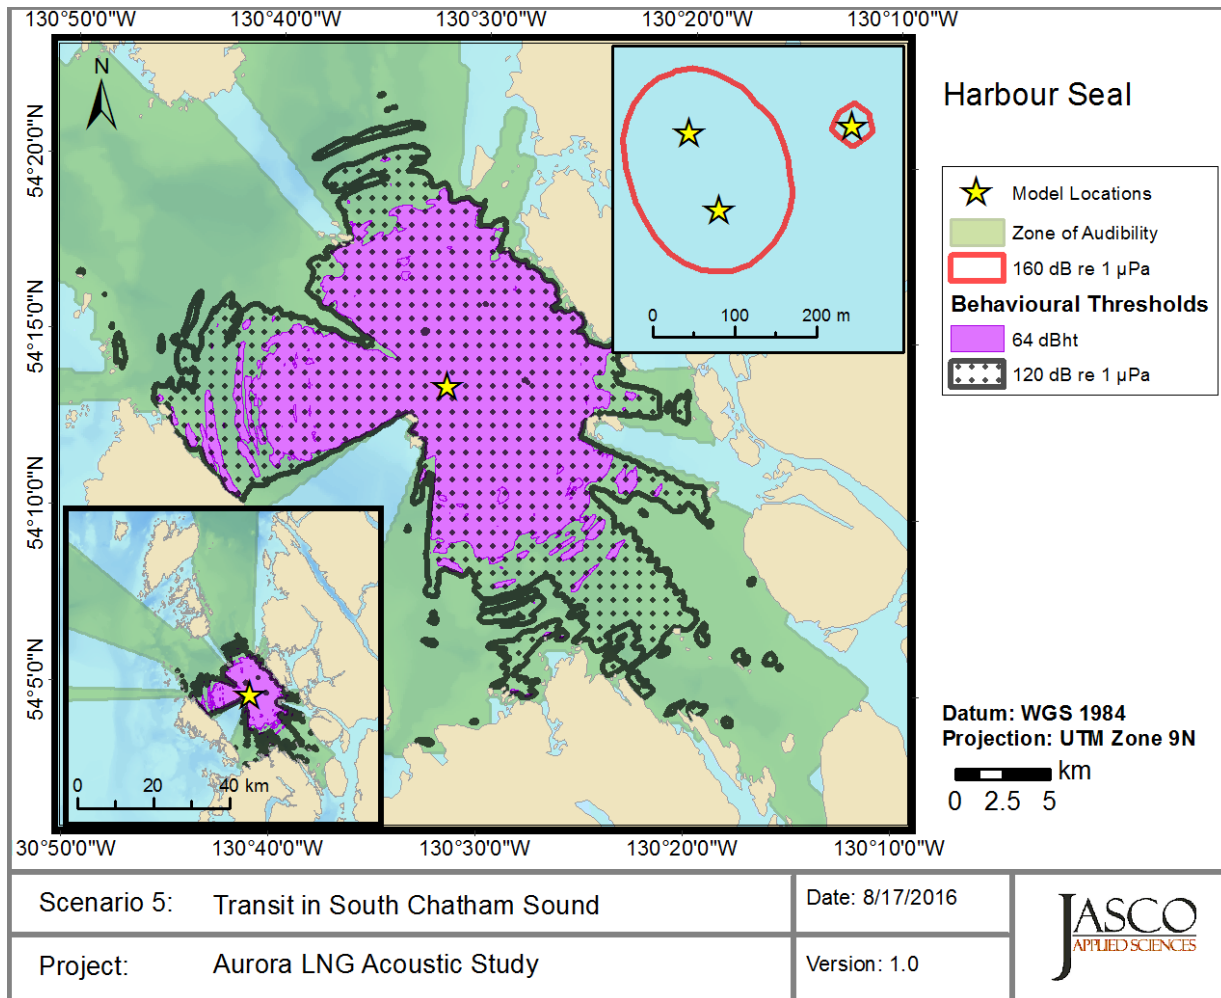 130°50'0"W 130°40'0"W 130°30'0"W 130°20'0"W 130°10'0"W
N
54°20'0"N
54°15'0"N
54°10'0"N
54°5'0"N
0 100 200 m
0 20 40 km
30°50'0"W 130°40'0"W 130°30'0"W 130°20'0"W 130°10'0"W
Harbour Seal
Model Locations
Zone of Audibility
160 dB re 1 µPa
Behavioural Thresholds
64 dBht
120 dB re 1 µPa
Datum: WGS 1984
Projection: UTM Zone 9N
km
0 2.5 5
Scenario 5: Transit in South Chatham Sound
Date: 8/17/2016
Project: Aurora LNG Acoustic Study
Version: 1.0
JASCO
APPLIED SCIENCES